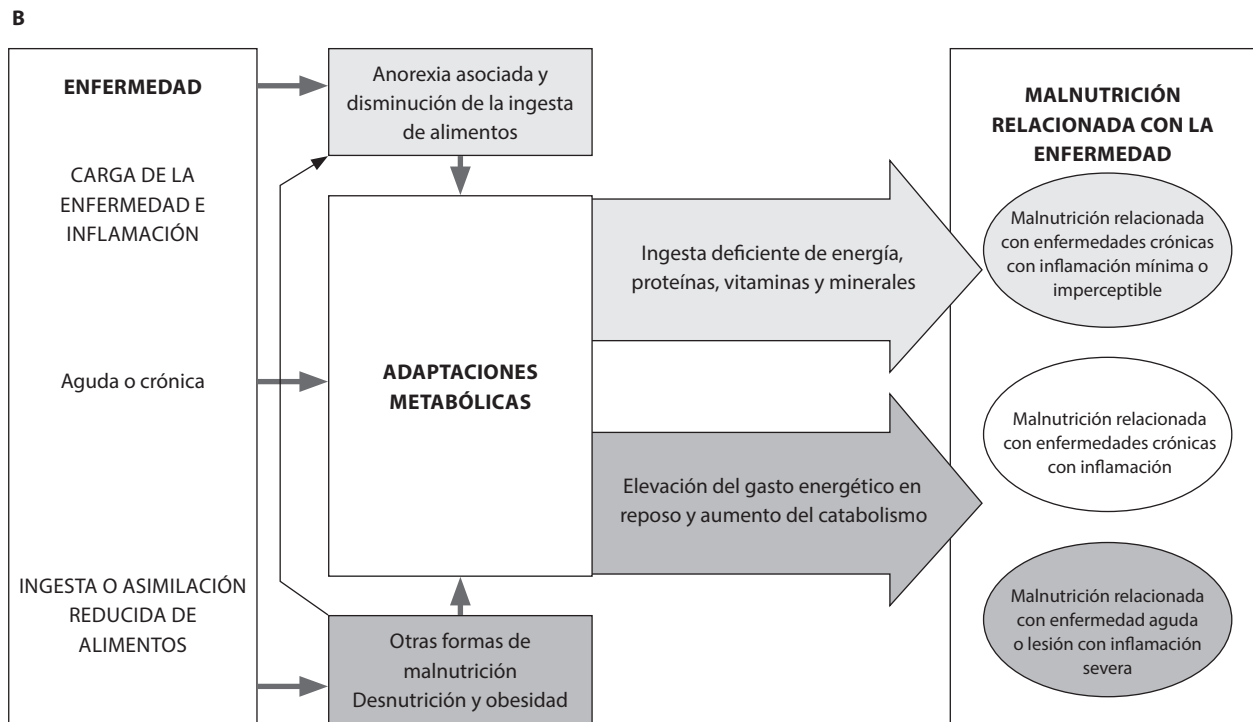 B
ENFERMEDAD
CARGA DE LA
ENFERMEDAD E
INFLAMACIÓN
Aguda o crónica
INGESTA O ASIMILACIÓN
REDUCIDA DE
ALIMENTOS
Anorexia asociada y
disminución de la ingesta
de alimentos
ADAPTACIONES
METABÓLICAS
Otras formas de
malnutrición
Desnutrición y obesidad
Ingesta deficiente de energía,
proteínas, vitaminas y minerales
Elevación del gasto energético en
reposo y aumento del catabolismo
MALNUTRICIÓN
RELACIONADA CON LA
ENFERMEDAD
Malnutrición relacionada
con enfermedades crónicas
con inflamación mínima o
imperceptible
Malnutrición relacionada
con enfermedades crónicas
con inflamación
Malnutrición relacionada
con enfermedad aguda
o lesión con inflamación
severa